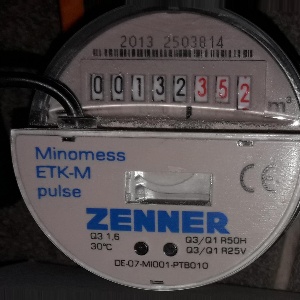 2013 2503814
00132352 m³
Minomess
ETK-M
pulse
CE
ZENNER
Q3 1,6 Q3/Q1 R50H
30°C Q3/Q1 R25V
DE-07-MI001-PTB010